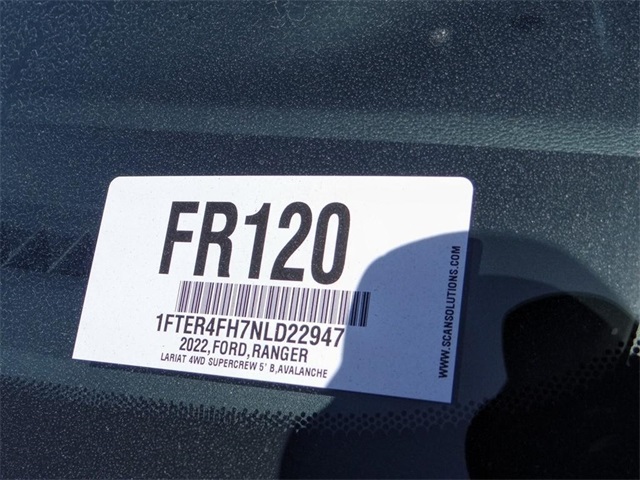 FR120
1FTER4FH7NLD22947
2022,FORD,RANGER
LARIAT 4WD SUPERCREW 5' B,AVALANCHE
WWW.SCANSOLUTIONS.COM